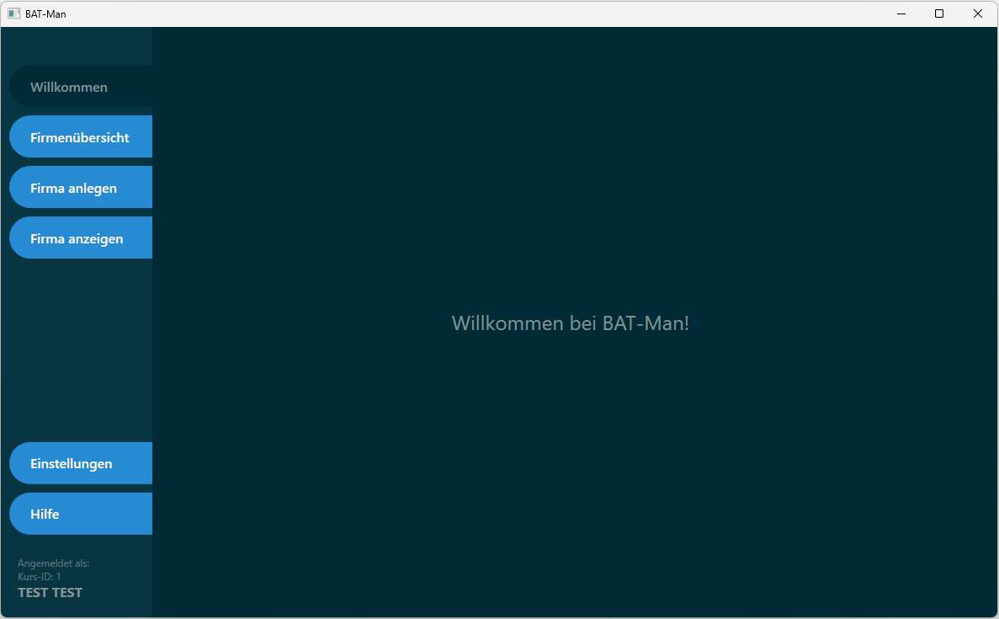 BAT-Man
Willkommen
Firmenübersicht
Firma anlegen
Firma anzeigen
Willkommen bei BAT-Man!
Einstellungen
Hilfe
Angemeldet als:
Kurs-ID: 1
TEST TEST